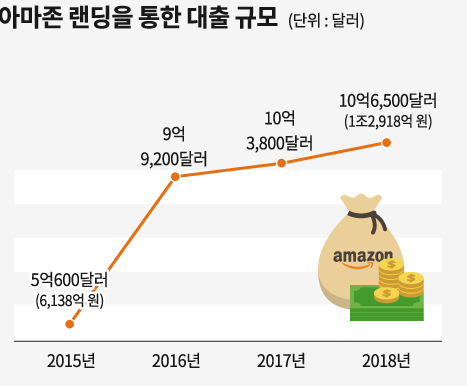 아마존 랜딩을 통한 대출 규모 (단위 : 달러)
10억6,500달러
(1조2,918억 원)
10억
3,800달러
9억
9,200달러
5억600달러
(6,138억 원)
amazon
2015년 2016년 2017년 2018년